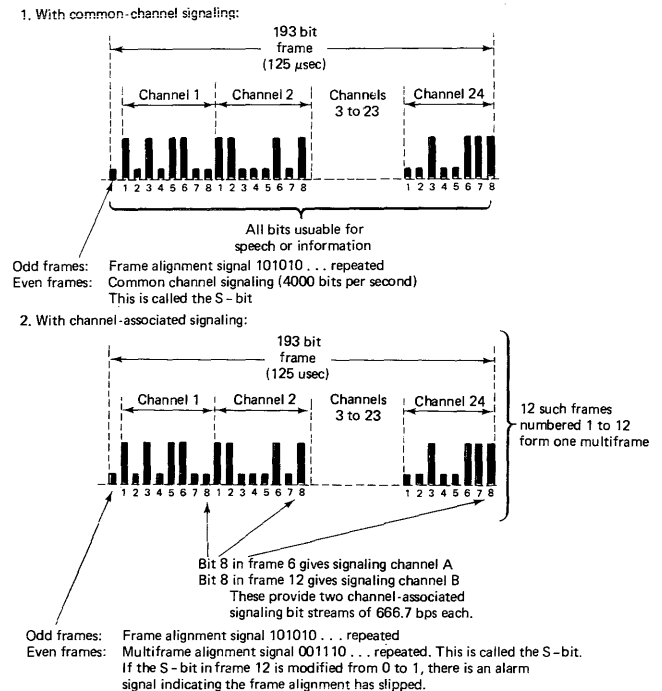 1. With common-channel signaling:
193 bit
frame
(125 μsec)
Channel 1 Channel 2 Channels Channel 24
3 to 23
1 2 3 4 5 6 7 8 1 2 3 4 5 6 7 8 1 2 3 4 5 6 7 8
All bits usuable for
speech or information
Odd frames: Frame alignment signal 101010 . . . repeated
Even frames: Common channel signaling (4000 bits per second)
This is called the S – bit
2. With channel-associated signaling:
193 bit
frame
(125 usec)
Channel 1 Channel 2 Channels Channel 24
3 to 23
12 such frames
numbered 1 to 12
form one multiframe
1 2 3 4 5 6 7 8 1 2 3 4 5 6 7 8 1 2 3 4 5 6 7 8
Bit 8 in frame 6 gives signaling channel A
Bit 8 in frame 12 gives signaling channel B
These provide two channel-associated
signaling bit streams of 666.7 bps each.
Odd frames: Frame alignment signal 101010 . . . repeated
Even frames: Multiframe alignment signal 001110 . . . repeated. This is called the S–bit.
If the S – bit in frame 12 is modified from 0 to 1, there is an alarm
signal indicating the frame alignment has slipped.